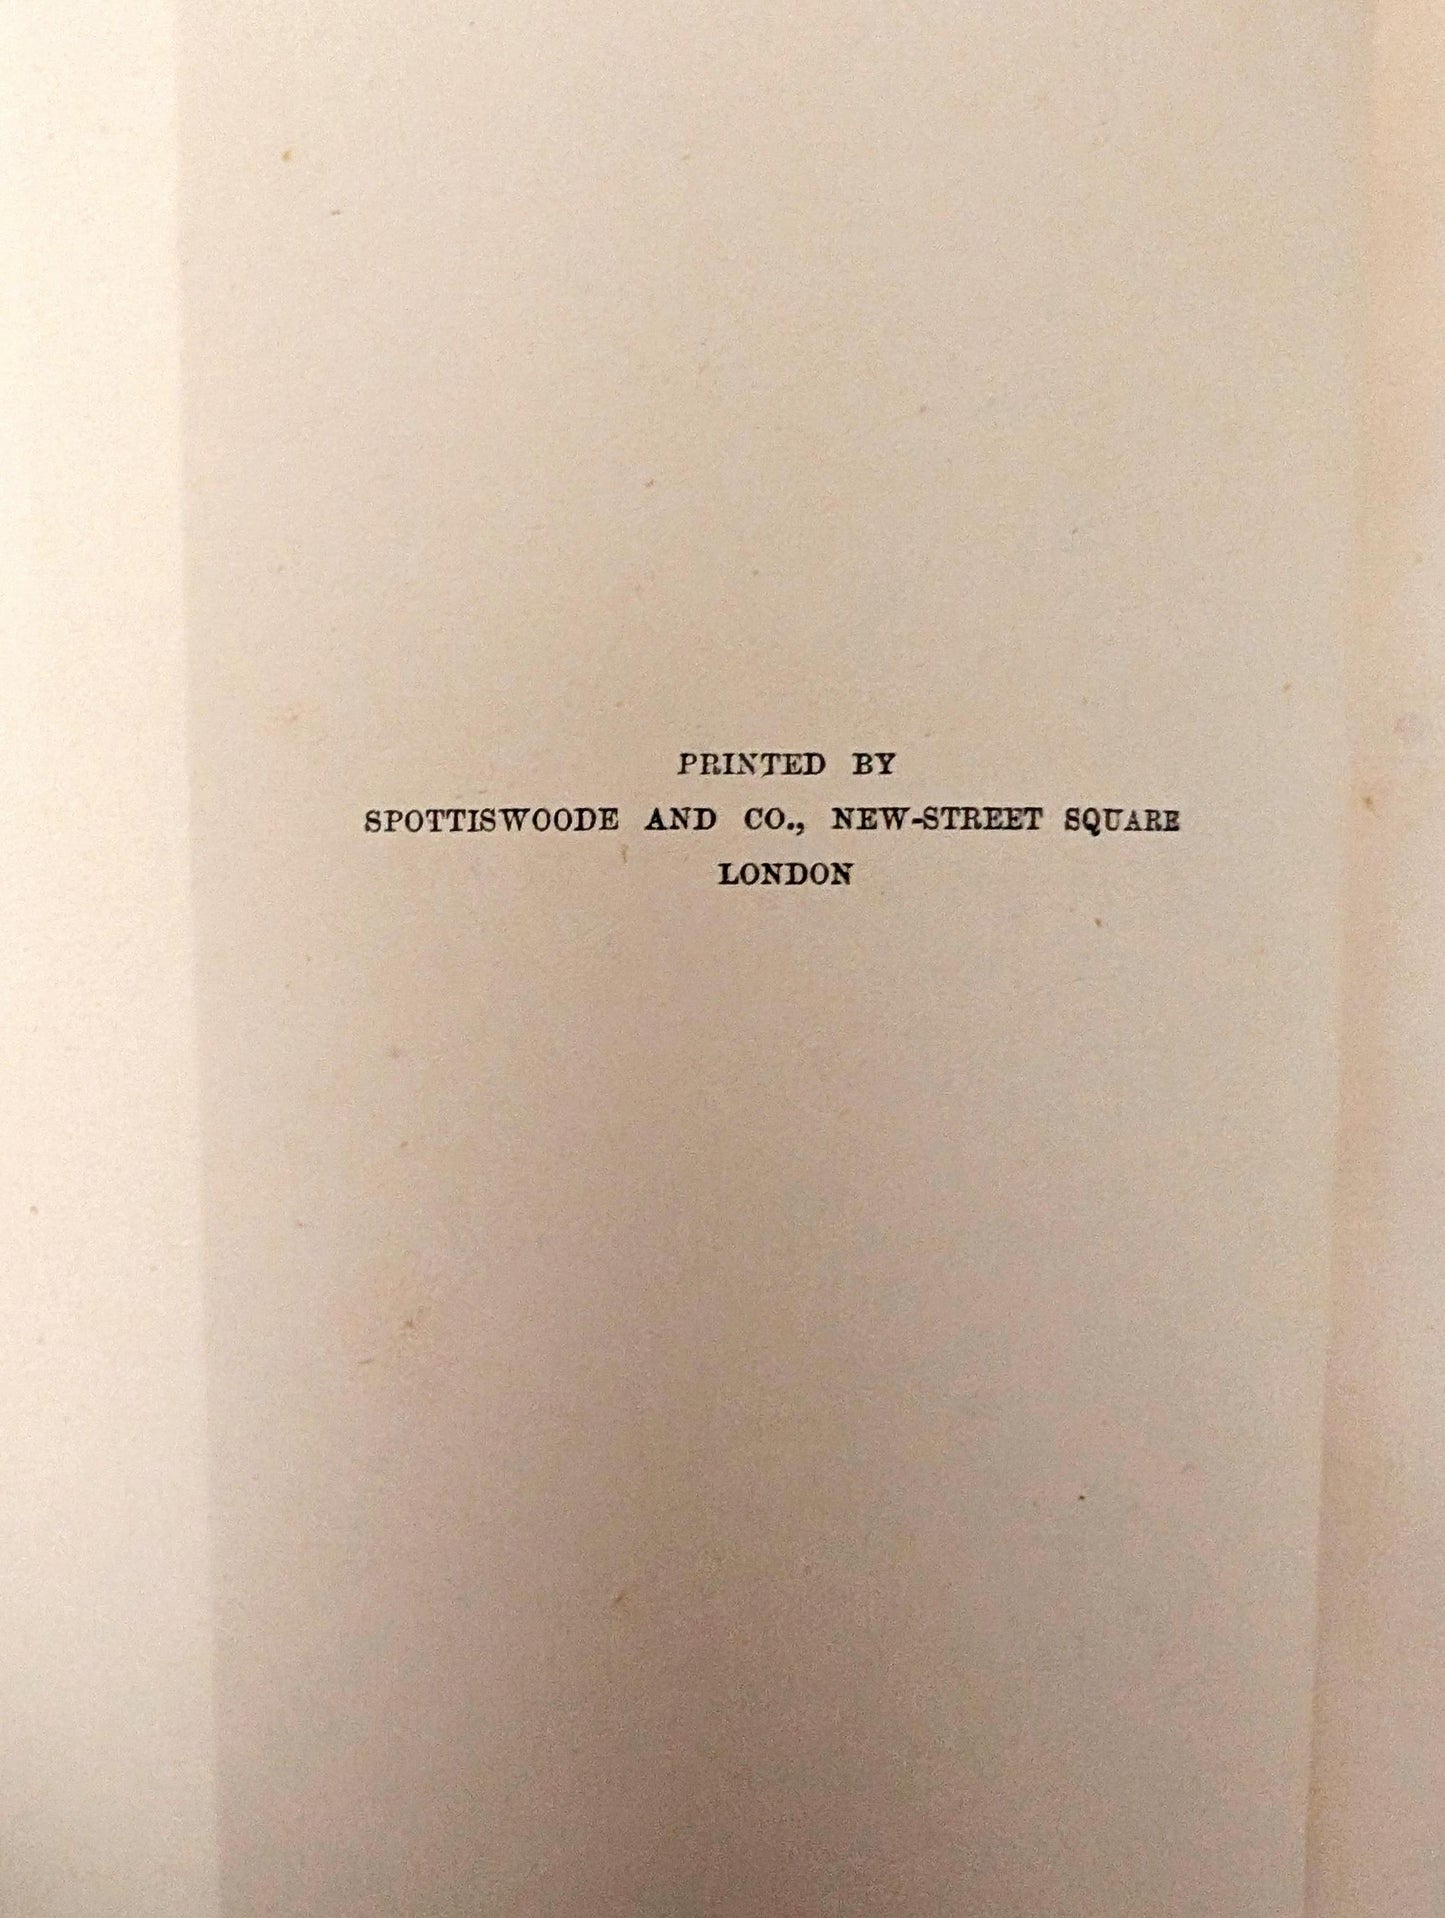 PRINTED BY
SPOTTISWOODE AND CO., NEW-STREET SQUARE
LONDON